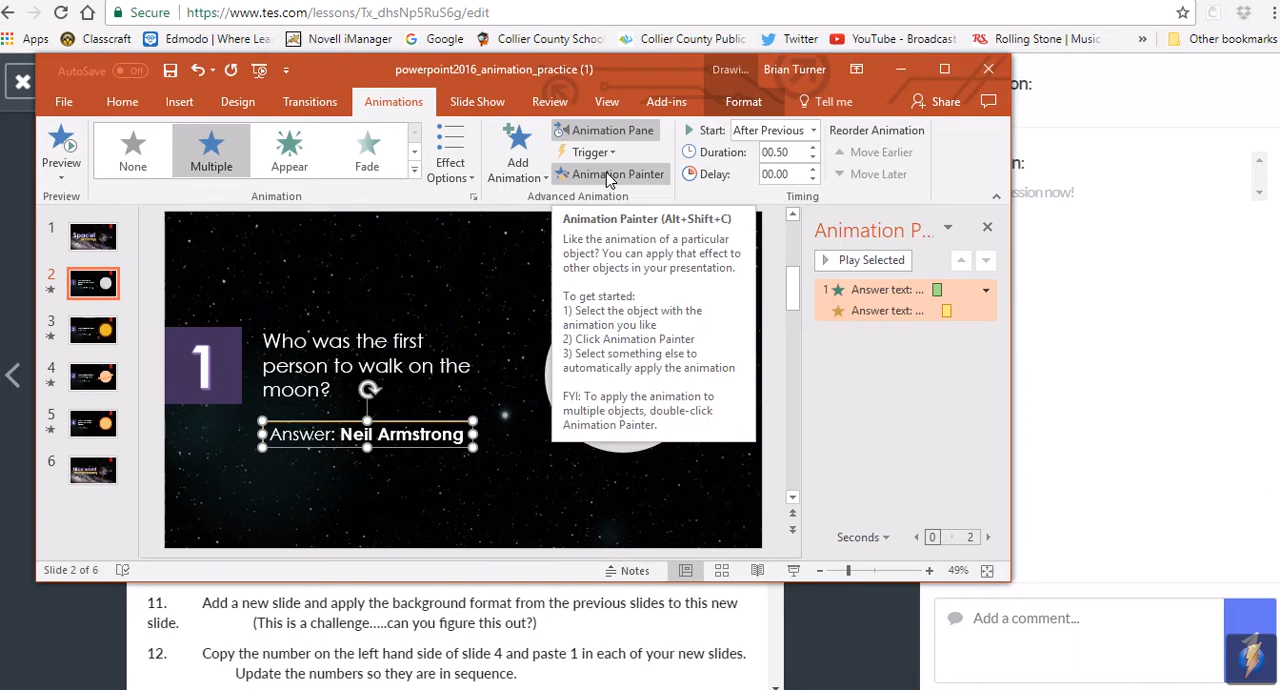 Secure https://www.tes.com/lessons/Tx_dhsNp5RuS6g/edit
Apps Classcraft Edmodo | Where Lea Novell iManager Google Collier County School Collier County Public Twitter YouTube - Broadcast Rolling Stone | Music » Other bookmarks
AutoSave Off powerpoint2016_animation_practice (1) Drawi... Brian Turner
on:
File Home Insert Design Transitions Animations Slide Show Review View Add-ins Format Tell me Share
Preview None Multiple Appear Fade Effect Options Add Animation Animation Pane Trigger Animation Painter
Start: After Previous Reorder Animation
Duration: 00.50 Move Earlier
Delay: 00.00 Move Later
Preview Animation Advanced Animation Timing
n:
ssion now!
1
2
3
4
5
6
1
Who was the first
person to walk on the
moon?
Answer: Neil Armstrong
Animation Painter (Alt+Shift+C)
Like the animation of a particular
object? You can apply that effect to
other objects in your presentation.
To get started:
1) Select the object with the
animation you like
2) Click Animation Painter
3) Select something else to
automatically apply the animation
FYI: To apply the animation to
multiple objects, double-click
Animation Painter.
Animation P...
Play Selected
1 Answer text: ...
Answer text: ...
Seconds 0 2
Slide 2 of 6 Notes 49%
11. Add a new slide and apply the background format from the previous slides to this new
slide. (This is a challenge.....can you figure this out?)
12. Copy the number on the left hand side of slide 4 and paste 1 in each of your new slides.
Update the numbers so they are in sequence.
Add a comment...